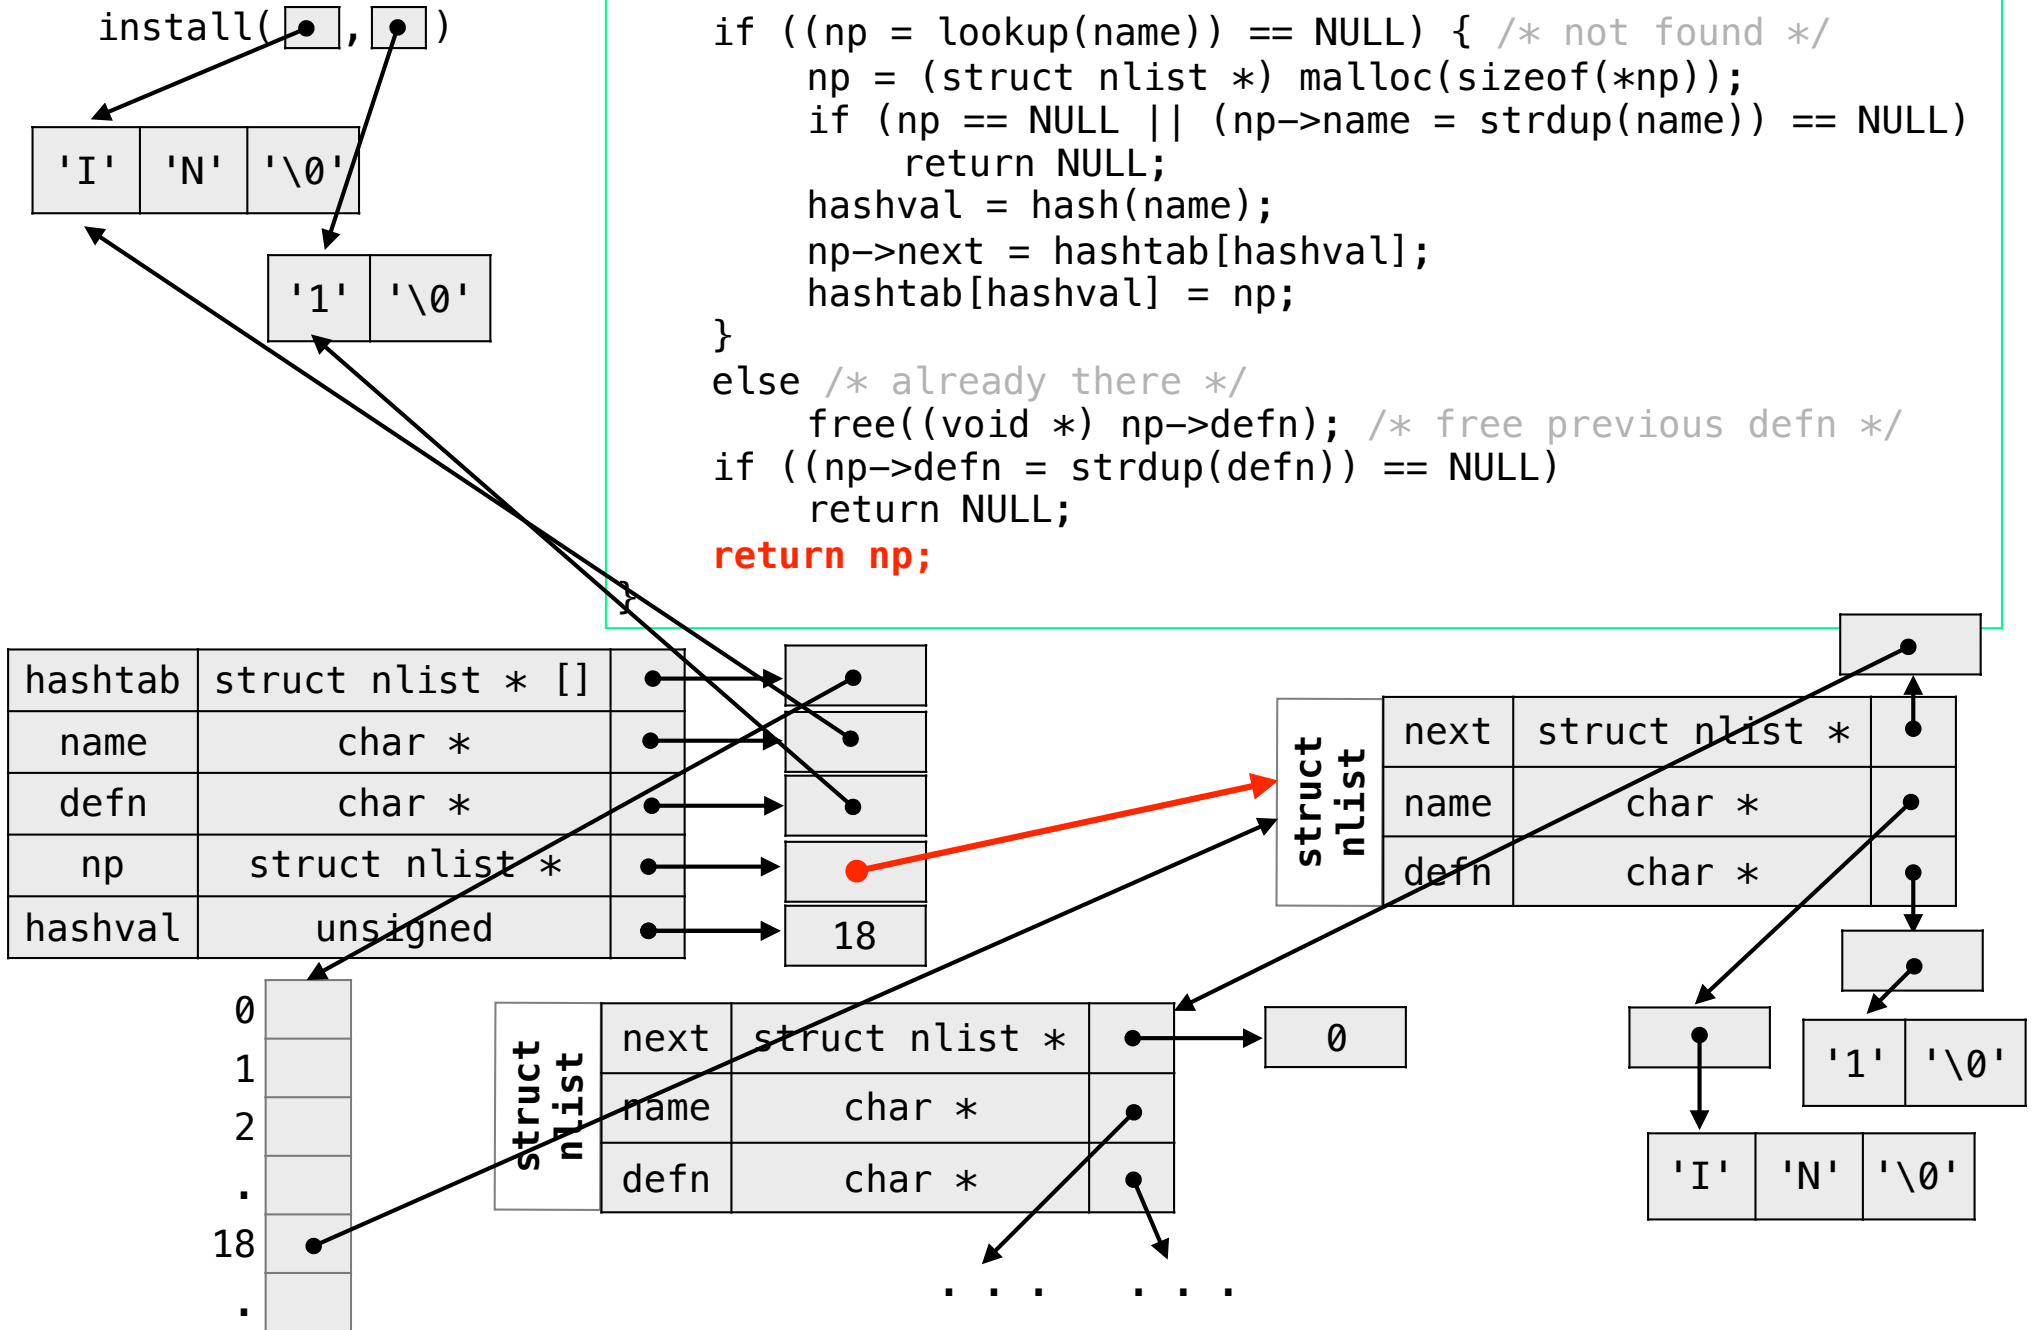 install( , )
'I' 'N' '\0'
'1' '\0'
if ((np = lookup(name)) == NULL) { /* not found */
np = (struct nlist *) malloc(sizeof(*np));
if (np == NULL || (np->name = strdup(name)) == NULL)
return NULL;
hashval = hash(name);
np->next = hashtab[hashval];
hashtab[hashval] = np;
}
else /* already there */
free((void *) np->defn); /* free previous defn */
if ((np->defn = strdup(defn)) == NULL)
return NULL;
return np;
}
hashtab struct nlist * []
name char *
defn char *
np struct nlist *
hashval unsigned 18
struct
nlist
next struct nlist *
name char *
defn char *
'1' '\0'
'I' 'N' '\0'
0
1
2
.
18
.
struct
nlist
next struct nlist * 0
name char *
defn char *
. . . . . .